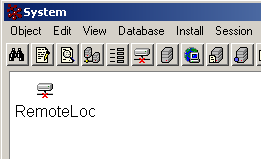 System
Object Edit View Database Install Session
RemoteLoc